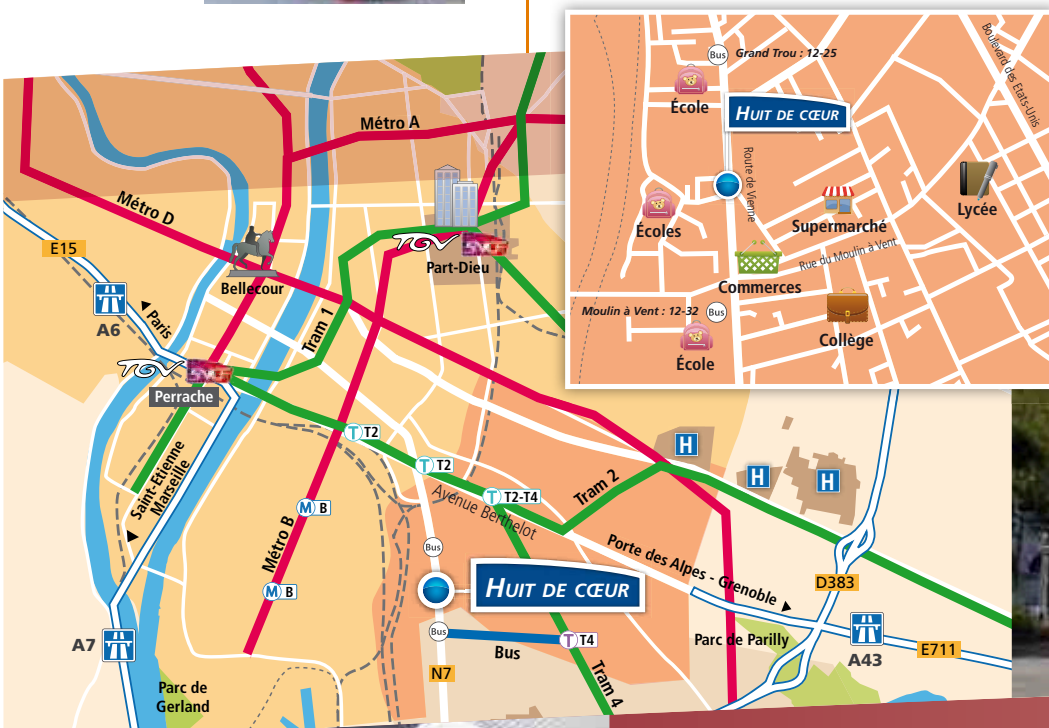 Bus
Grand Trou : 12-25
École
HUIT DE CŒUR
Boulevard des Etats-Unis
Route de Vienne
Lycée
Écoles
Supermarché
Rue du Moulin à Vent
Commerces
Moulin à Vent : 12-32
Bus
Collège
École
Métro A
Métro D
E15
TGV
SNCF
Part-Dieu
Bellecour
A6
Paris
Tram 1
TGV
SNCF
Perrache
T T2
Saint-Etienne
Marseille
T T2
H
H
H
T T2-T4
Tram 2
Avenue Berthelot
M B
Métro B
Bus
Porte des Alpes - Grenoble
HUIT DE CŒUR
D383
M B
Bus
T T4
Bus
A7
Parc de Parilly
A43
E711
N7
Tram 4
Parc de
Gerland